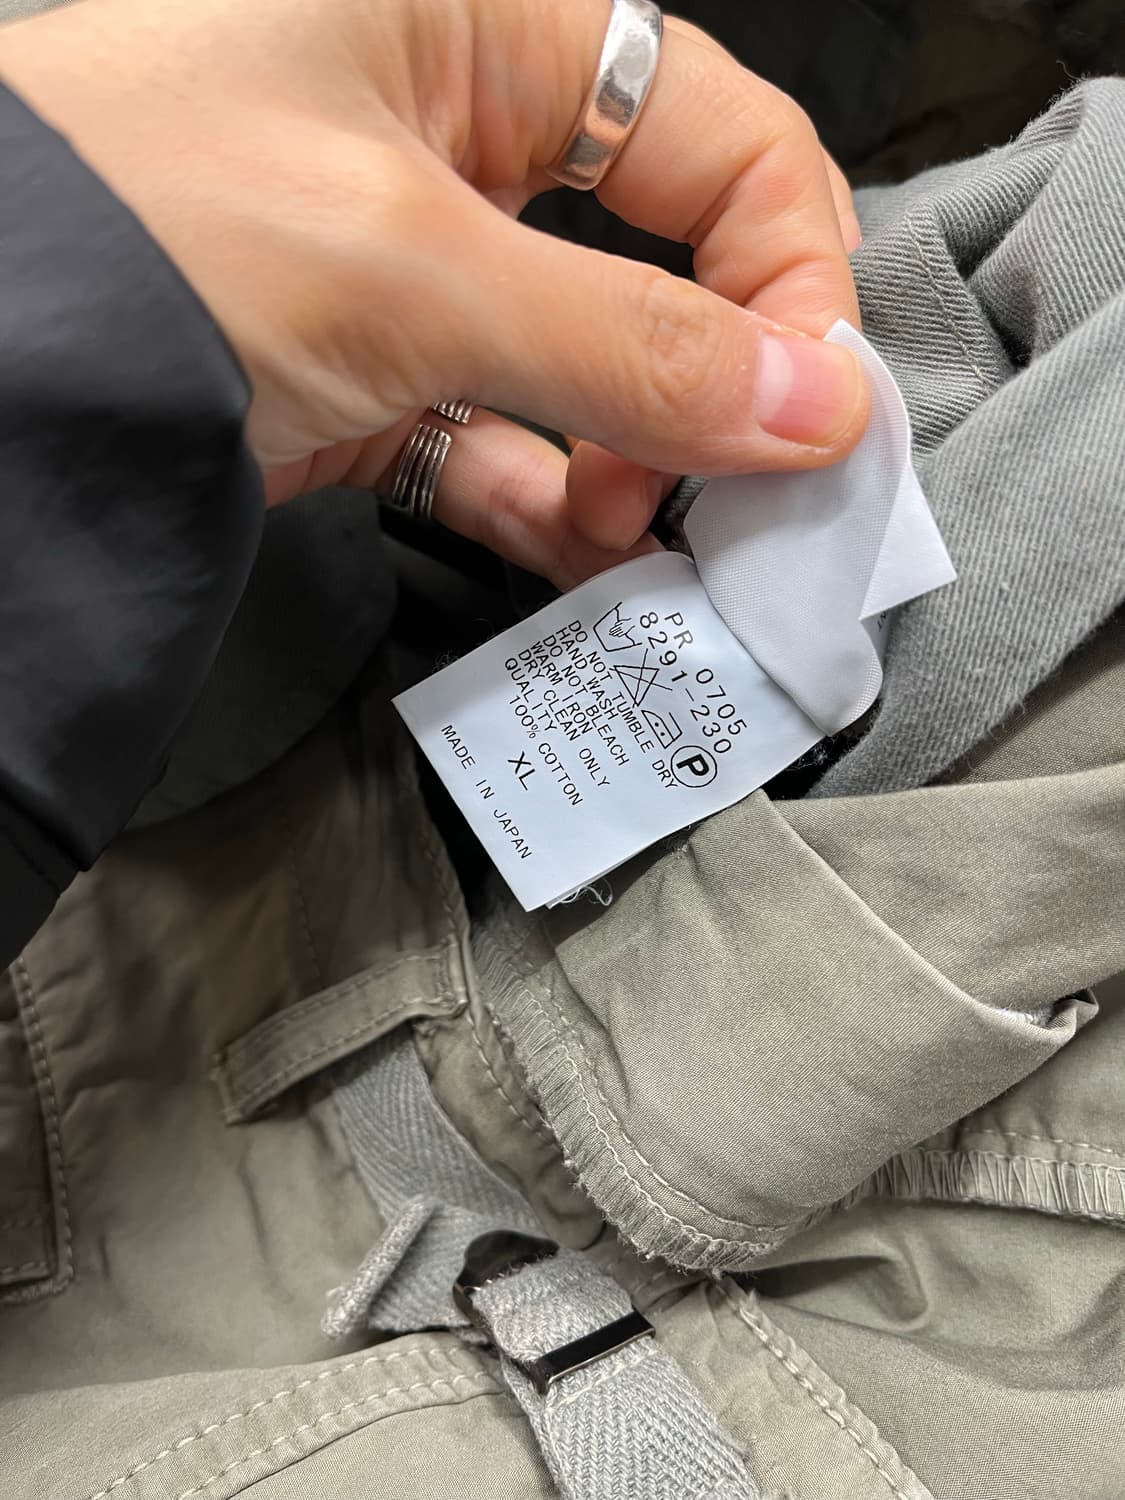 PR 0705
8291-230
P
DO NOT TUMBLE DRY
HAND WASH
DO NOT BLEACH
WARM IRON
DRY CLEAN ONLY
QUALITY
100% COTTON
XL
MADE IN JAPAN